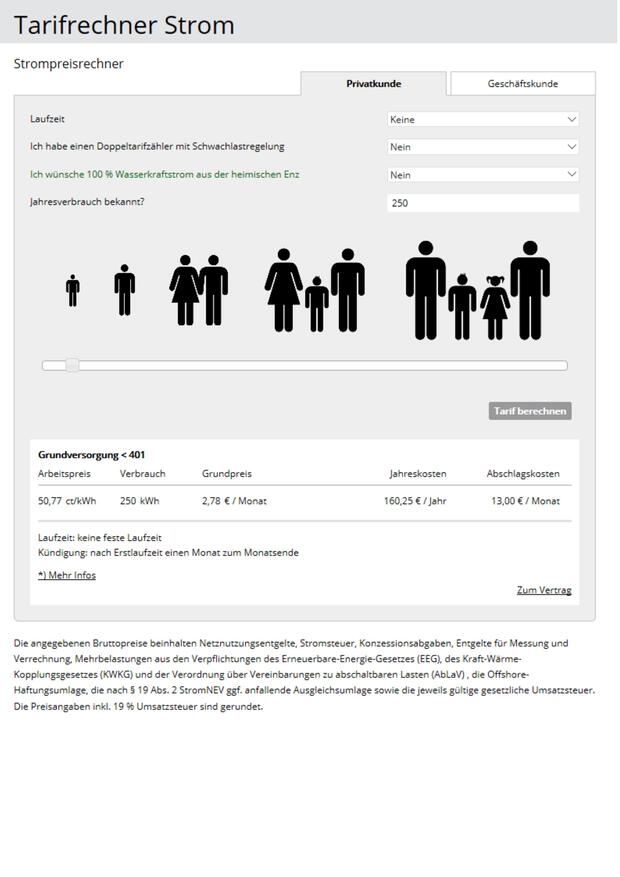 Tarifrechner Strom
Strompreisrechner
Privatkunde
Geschäftskunde
Laufzeit
Keine
Ich habe einen Doppeltarifzähler mit Schwachlastregelung
Nein
Ich wünsche 100 % Wasserkraftstrom aus der heimischen Enz
Nein
Jahresverbrauch bekannt?
250
Tarif berechnen
Grundversorgung < 401
Arbeitspreis Verbrauch Grundpreis Jahreskosten Abschlagskosten
50,77 ct/kWh 250 kWh 2,78 € / Monat 160,25 € / Jahr 13,00 € / Monat
Laufzeit: keine feste Laufzeit
Kündigung: nach Erstlaufzeit einen Monat zum Monatsende
*) Mehr Infos
Zum Vertrag
Die angegebenen Bruttopreise beinhalten Netznutzungsentgelte, Stromsteuer, Konzessionsabgaben, Entgelte für Messung und
Verrechnung, Mehrbelastungen aus den Verpflichtungen des Erneuerbare-Energie-Gesetzes (EEG), des Kraft-Wärme-
Kopplungsgesetzes (KWKG) und der Verordnung über Vereinbarungen zu abschaltbaren Lasten (AbLaV) , die Offshore-
Haftungsumlage, die nach § 19 Abs. 2 StromNEV ggf. anfallende Ausgleichsumlage sowie die jeweils gültige gesetzliche Umsatzsteuer.
Die Preisangaben inkl. 19 % Umsatzsteuer sind gerundet.